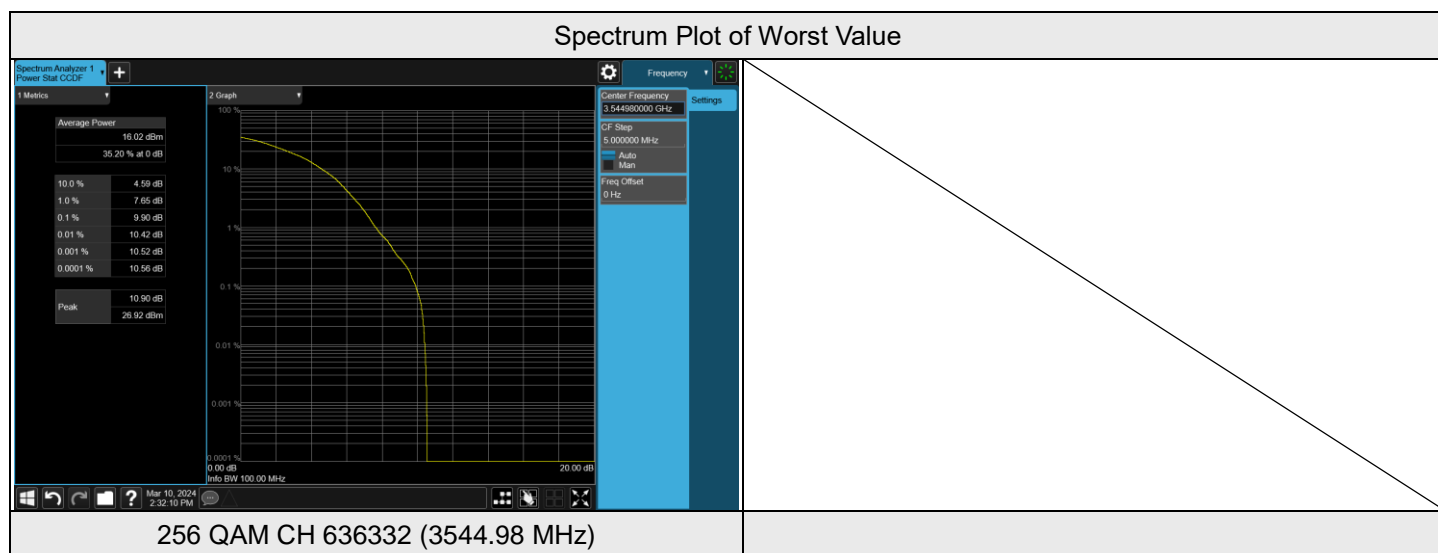 Spectrum Plot of Worst Value
Spectrum Analyzer 1
Power Stat CCDF
Frequency
1 Metrics
2 Graph
Average Power
16.02 dBm
35.20 % at 0 dB
10.0 % 4.59 dB
1.0 % 7.65 dB
0.1 % 9.90 dB
0.01 % 10.42 dB
0.001 % 10.52 dB
0.0001 % 10.56 dB
Peak 10.90 dB
26.92 dBm
100 %
10 %
1 %
0.1 %
0.01 %
0.001 %
0.0001 %
0.00 dB 20.00 dB
Info BW 100.00 MHz
Center Frequency
3.544980000 GHz
Settings
CF Step
5.000000 MHz
Auto
Man
Freq Offset
0 Hz
?
Mar 10, 2024
2:32:10 PM
256 QAM CH 636332 (3544.98 MHz)